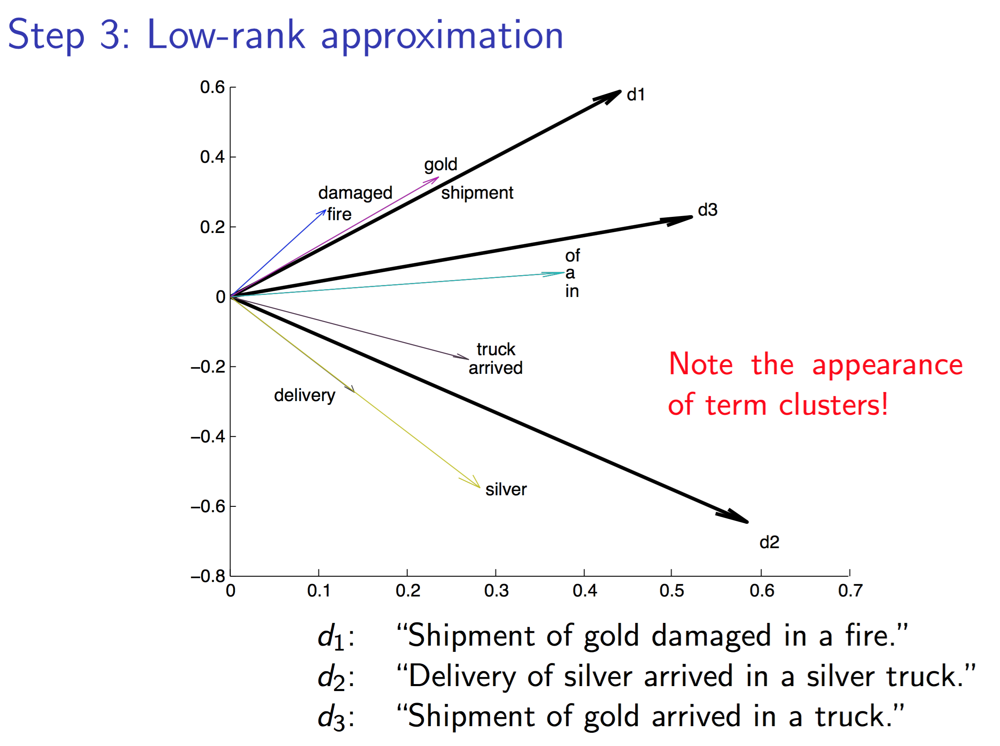 Step 3: Low-rank approximation
0.6
d1
0.4
gold
damaged
shipment
fire
d3
0.2
of
a
in
0
truck
arrived
Note the appearance
of term clusters!
−0.2
delivery
−0.4
silver
−0.6
d2
−0.8
0 0.1 0.2 0.3 0.4 0.5 0.6 0.7
d1: “Shipment of gold damaged in a fire.”
d2: “Delivery of silver arrived in a silver truck.”
d3: “Shipment of gold arrived in a truck.”